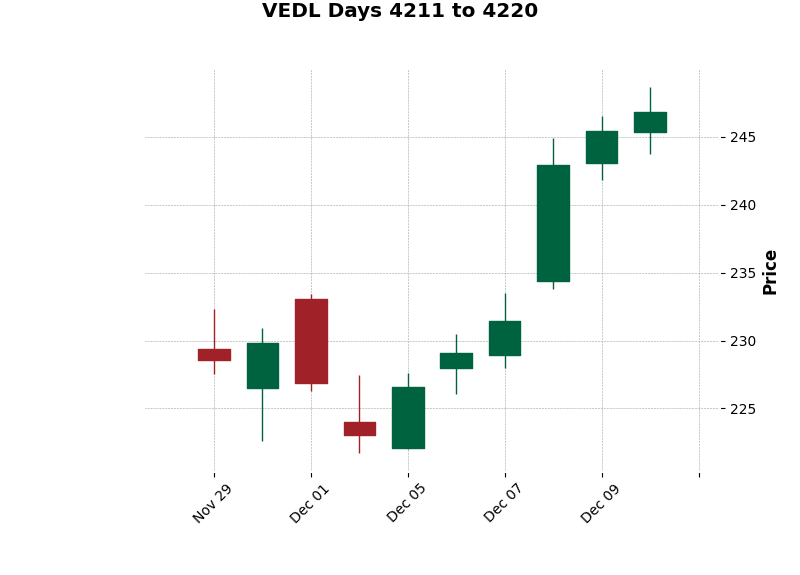 VEDL Days 4211 to 4220
245
240
235
230
225
Price
Nov 29
Dec 01
Dec 05
Dec 07
Dec 09